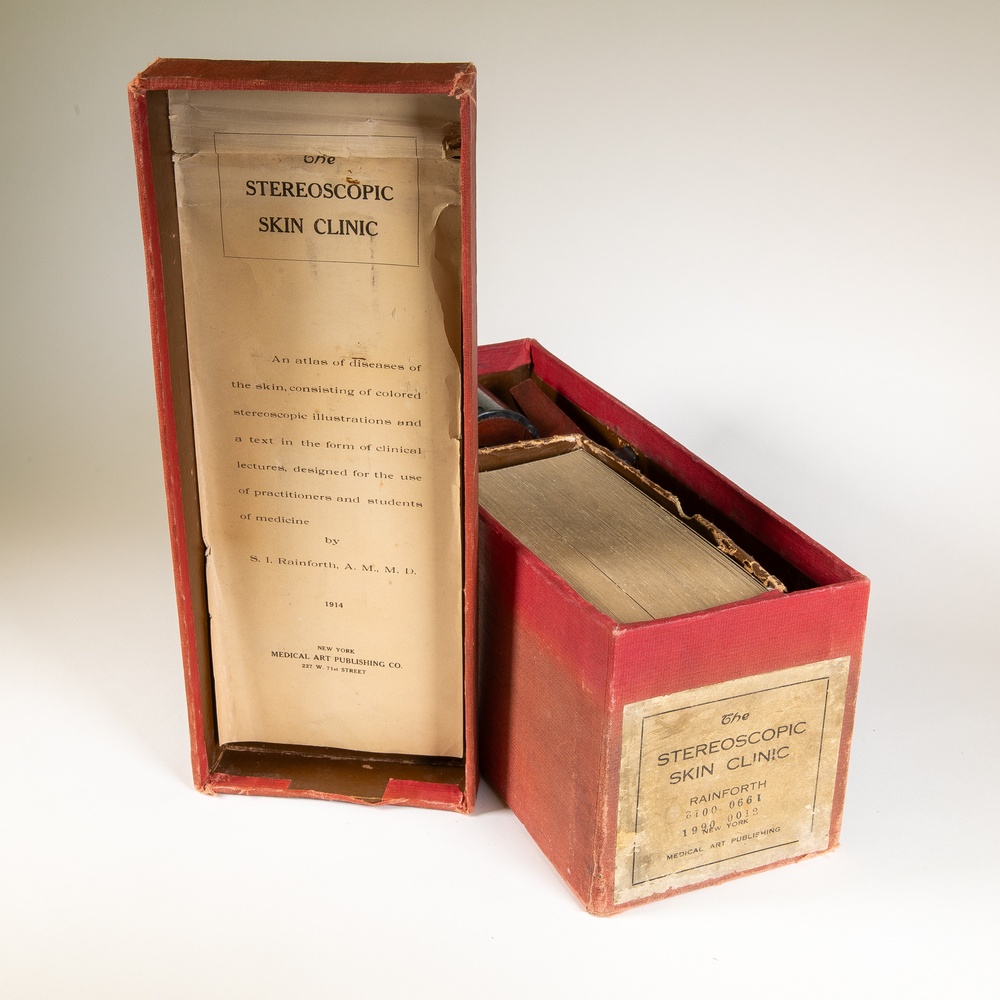 The
STEREOSCOPIC
SKIN CLINIC
An atlas of diseases of
the skin, consisting of colored
stereoscopic illustrations and
a text in the form of clinical
lectures, designed for the use
of practitioners and students
of medicine
by
S. I. Rainforth, A. M., M. D.
1914
NEW YORK
MEDICAL ART PUBLISHING CO.
227 W. 71st STREET
The
STEREOSCOPIC
SKIN CLINIC
RAINFORTH
0661
1990
NEW YORK
MEDICAL ART PUBLISHING